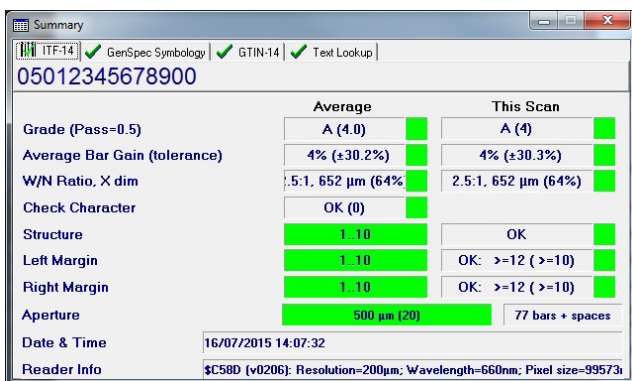 Summary
ITF-14 GenSpec Symbology GTIN-14 Text Lookup
05012345678900
Average This Scan
Grade (Pass=0.5) A (4.0) A (4)
Average Bar Gain (tolerance) 4% (±30.2%) 4% (±30.3%)
W/N Ratio, X dim .5:1, 652 µm (64% 2.5:1, 652 µm (64%)
Check Character OK (0)
Structure 1..10 OK
Left Margin 1..10 OK: >=12 ( >=10)
Right Margin 1..10 OK: >=12 ( >=10)
Aperture 500 µm (20) 77 bars + spaces
Date & Time 16/07/2015 14:07:32
Reader Info $C58D (v0206): Resolution=200µm; Wavelength=660nm; Pixel size=99573